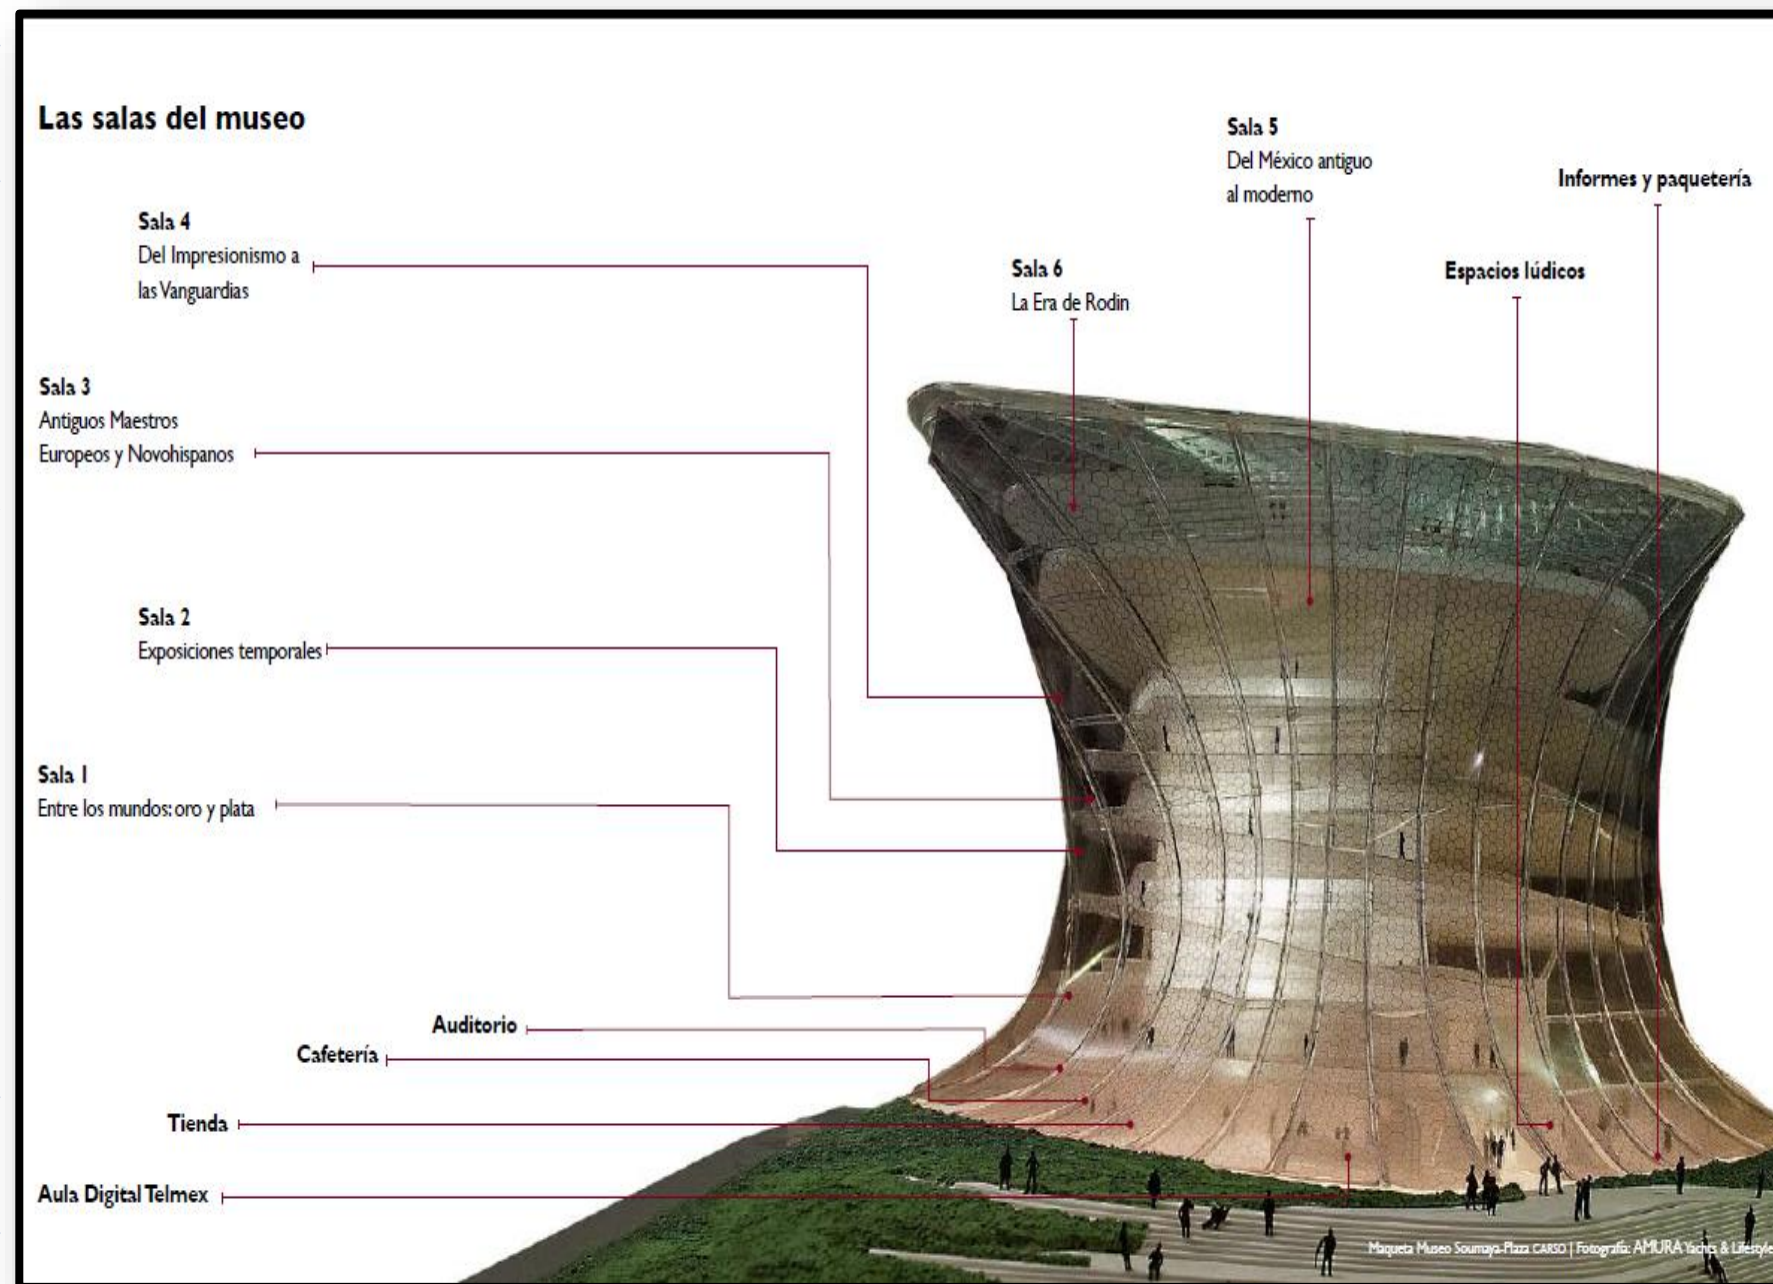 Las salas del museo
Sala 5
Del México antiguo
al moderno
Informes y paquetería
Sala 4
Del Impresionismo a
las Vanguardias
Sala 6
La Era de Rodin
Espacios lúdicos
Sala 3
Antiguos Maestros
Europeos y Novohispanos
Sala 2
Exposiciones temporales
Sala 1
Entre los mundos: oro y plata
Auditorio
Cafetería
Tienda
Aula Digital Telmex
Maqueta Museo Soumaya-Plaza CARSO | Fotografía: AMURA Yachts & Lifestyle